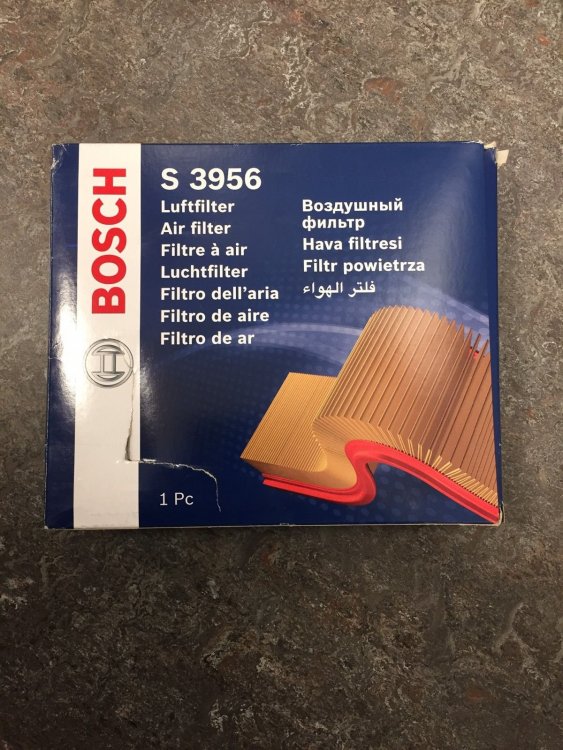 BOSCH
S 3956
Luftfilter
Air filter
Filtre à air
Luchtfilter
Filtro dell'aria
Filtro de aire
Filtro de ar
Воздушный
фильтр
Hava filtresi
Filtr powietrza
فلتر الهواء
1 Pc